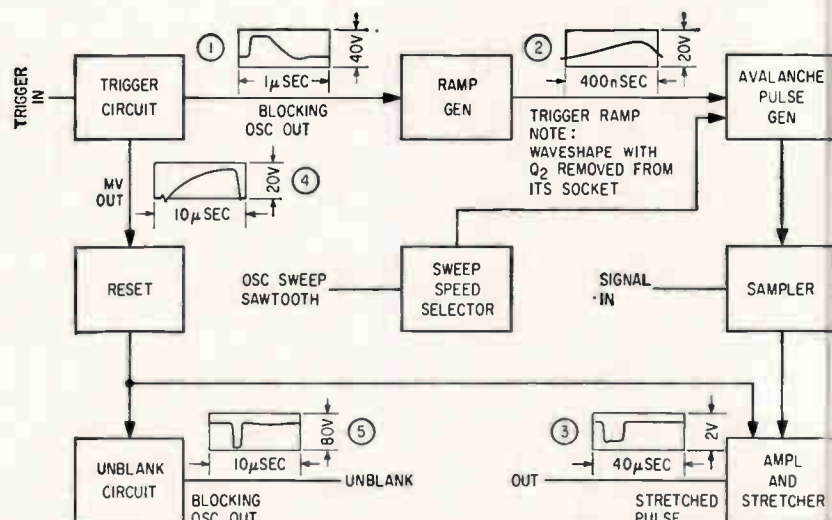 1
40V
1μSEC
2
20V
400nSEC
TRIGGER
IN
TRIGGER
CIRCUIT
BLOCKING
OSC OUT
RAMP
GEN
TRIGGER RAMP
NOTE:
WAVESHAPE WITH
Q2 REMOVED FROM
ITS SOCKET
AVALANCHE
PULSE
GEN
MV
OUT
20V
4
10μSEC
RESET
OSC SWEEP
SAWTOOTH
SWEEP
SPEED
SELECTOR
SIGNAL
IN
SAMPLER
80V
5
10μSEC
3
2V
40μSEC
UNBLANK
CIRCUIT
UNBLANK
BLOCKING
OSC OUT
OUT
STRETCHED
PULSE
AMPL
AND
STRETCHER